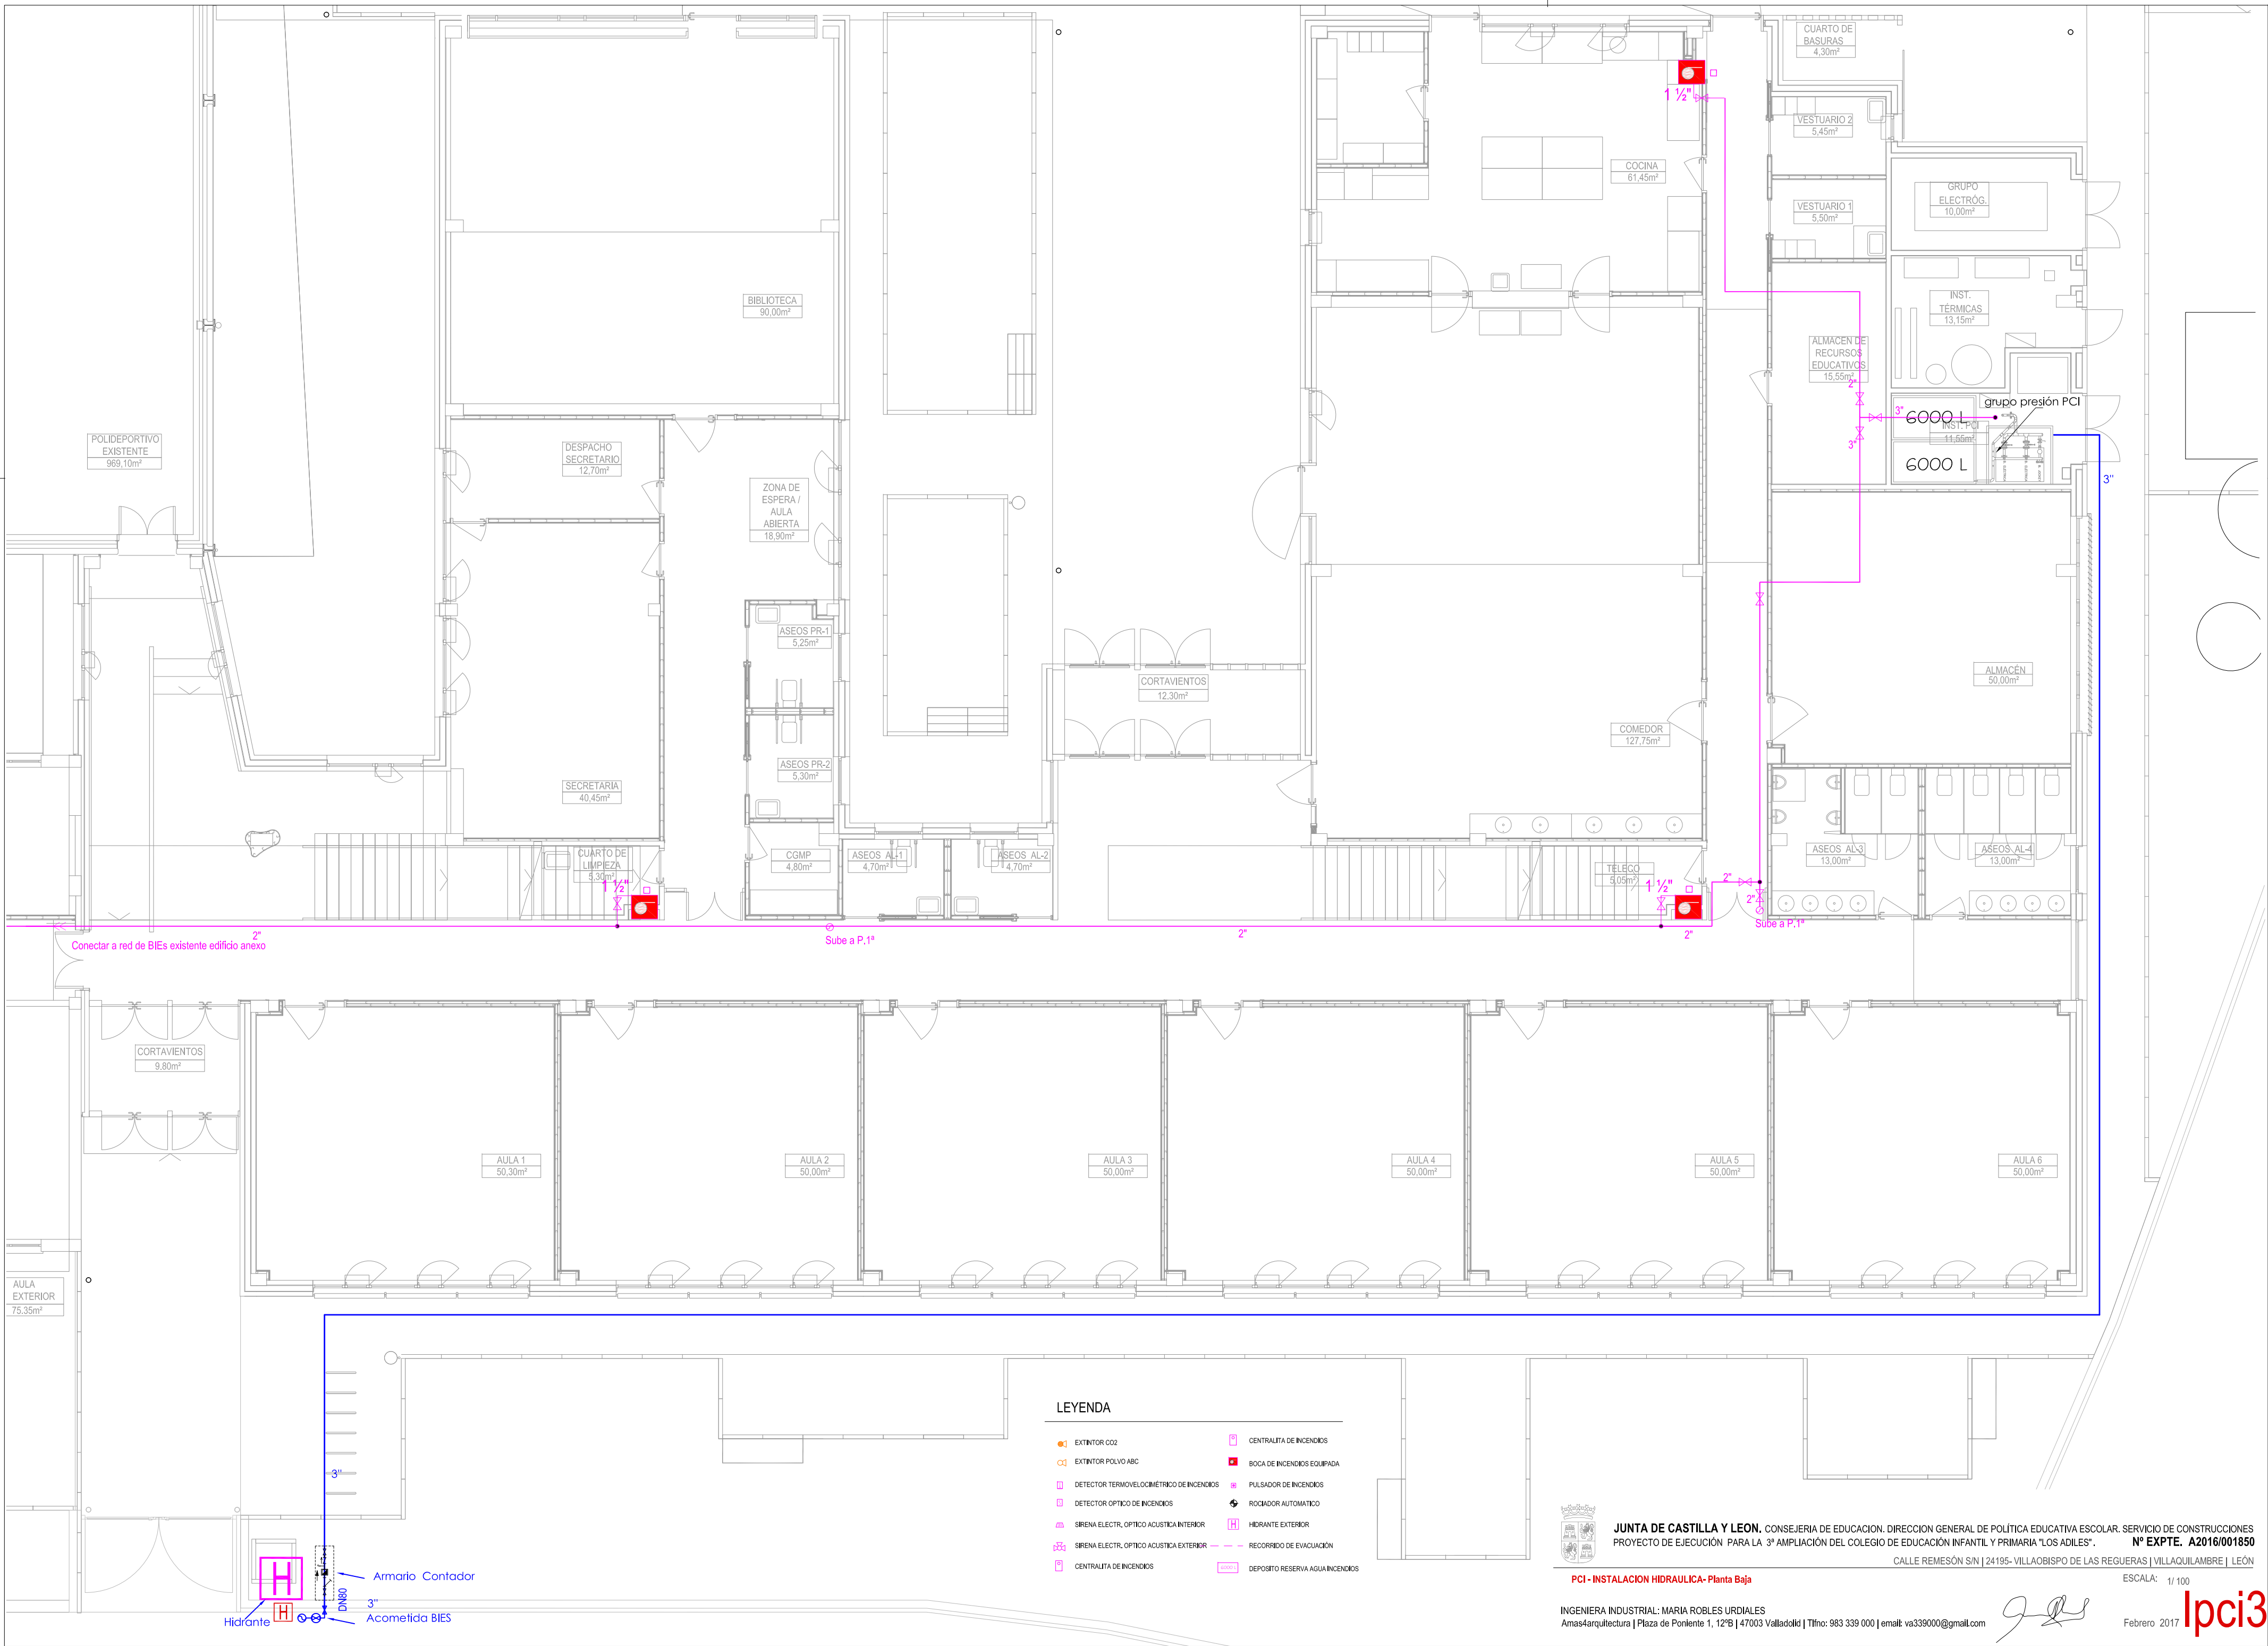 CUARTO DE
BASURAS
4,30m²
1 ½"
VESTUARIO 2
5,45m²
COCINA
61,45m²
GRUPO
ELECTRÓG.
10,00m²
VESTUARIO 1
5,50m²
BIBLIOTECA
90,00m²
INST.
TÉRMICAS
13,15m²
ALMACEN DE
RECURSOS
EDUCATIVOS
15,55m²
2"
grupo presión PCI
3"
6000 L
INST. PCI
11,55m²
3"
6000 L
3"
POLIDEPORTIVO
EXISTENTE
969,10m²
DESPACHO
SECRETARIO
12,70m²
ZONA DE
ESPERA /
AULA
ABIERTA
18,90m²
ASEOS PR-1
5,25m²
CORTAVIENTOS
12,30m²
ALMACÉN
50,00m²
COMEDOR
127,75m²
ASEOS PR-2
5,30m²
SECRETARIA
40,45m²
CUARTO DE
LIMPIEZA
5,30m²
1 ½"
CGMP
4,80m²
ASEOS AL-1
4,70m²
ASEOS AL-2
4,70m²
TELECO
5,05m²
1 ½"
2"
2"
ASEOS AL-3
13,00m²
ASEOS AL-4
13,00m²
Sube a P.1ª
2"
Conectar a red de BIEs existente edificio anexo
Sube a P.1ª
2"
2"
CORTAVIENTOS
9,80m²
AULA 1
50,30m²
AULA 2
50,00m²
AULA 3
50,00m²
AULA 4
50,00m²
AULA 5
50,00m²
AULA 6
50,00m²
AULA
EXTERIOR
75,35m²
3"
H
H
Hidrante
Armario Contador
DN80
3"
Acometida BIES
LEYENDA
EXTINTOR CO2
EXTINTOR POLVO ABC
DETECTOR TERMOVELOCIMÉTRICO DE INCENDIOS
DETECTOR OPTICO DE INCENDIOS
SIRENA ELECTR. OPTICO ACUSTICA INTERIOR
SIRENA ELECTR. OPTICO ACUSTICA EXTERIOR
CENTRALITA DE INCENDIOS
CENTRALITA DE INCENDIOS
BOCA DE INCENDIOS EQUIPADA
PULSADOR DE INCENDIOS
ROCIADOR AUTOMATICO
H HIDRANTE EXTERIOR
RECORRIDO DE EVACUACIÓN
DEPOSITO RESERVA AGUA INCENDIOS
JUNTA DE CASTILLA Y LEON. CONSEJERIA DE EDUCACION. DIRECCION GENERAL DE POLÍTICA EDUCATIVA ESCOLAR. SERVICIO DE CONSTRUCCIONES
PROYECTO DE EJECUCIÓN PARA LA 3ª AMPLIACIÓN DEL COLEGIO DE EDUCACIÓN INFANTIL Y PRIMARIA "LOS ADILES". Nº EXPTE. A2016/001850
CALLE REMESÓN S/N | 24195- VILLAOBISPO DE LAS REGUERAS | VILLAQUILAMBRE | LEÓN
PCI - INSTALACION HIDRAULICA- Planta Baja
ESCALA: 1/ 100
INGENIERA INDUSTRIAL: MARIA ROBLES URDIALES
Amas4arquitectura | Plaza de Poniente 1, 12ºB | 47003 Valladolid | Tlfno: 983 339 000 | email: va339000@gmail.com
Febrero 2017
Ipci3